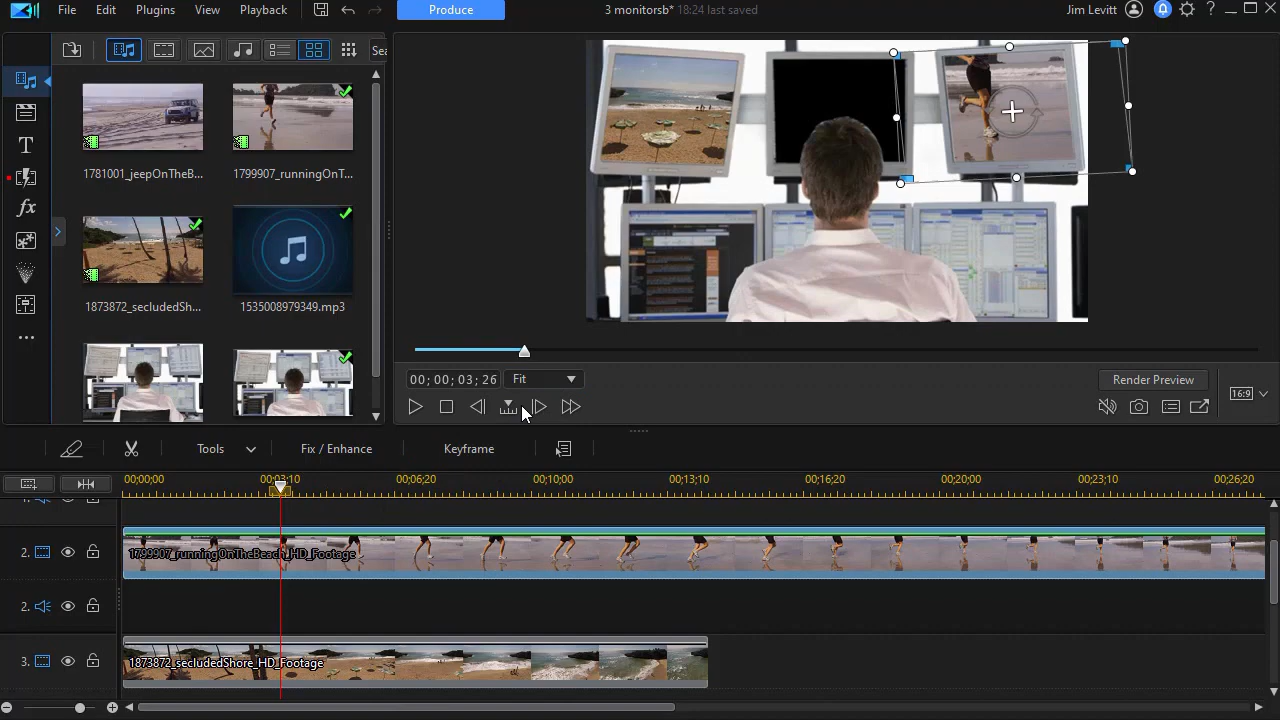 File Edit Plugins View Playback Produce 3 monitorsb* 18:24 last saved Jim Levitt
Sea
1781001_jeepOnTheB... 1799907_runningOnT...
1873872_secludedSh... 1535008979349.mp3
00; 00; 03; 26 Fit Render Preview
16:9
Tools Fix / Enhance Keyframe
00;00;00 00;03;10 00;06;20 00;10;00 00;13;10 00;16;20 00;20;00 00;23;10 00;26;20
2. 1799907_runningOnTheBeach_HD_Footage
2.
3. 1873872_secludedShore_HD_Footage